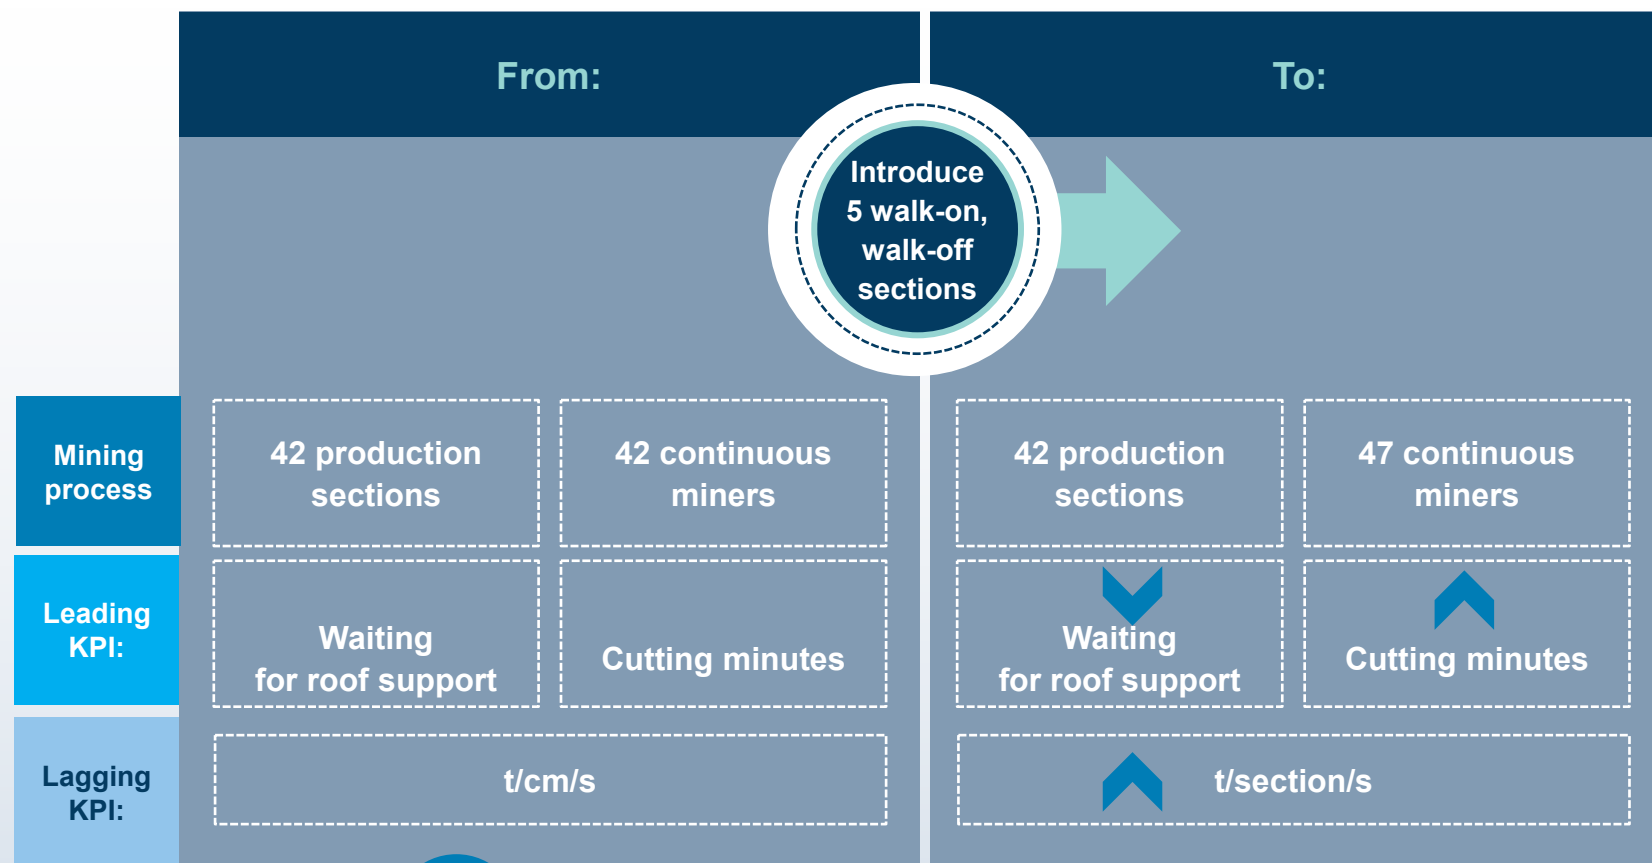 From:
To:
Introduce
5 walk-on,
walk-off
sections
Mining
process
42 production
sections
42 continuous
miners
42 production
sections
47 continuous
miners
Leading
KPI:
Waiting
for roof support
Cutting minutes
Waiting
for roof support
Cutting minutes
Lagging
KPI:
t/cm/s
t/section/s